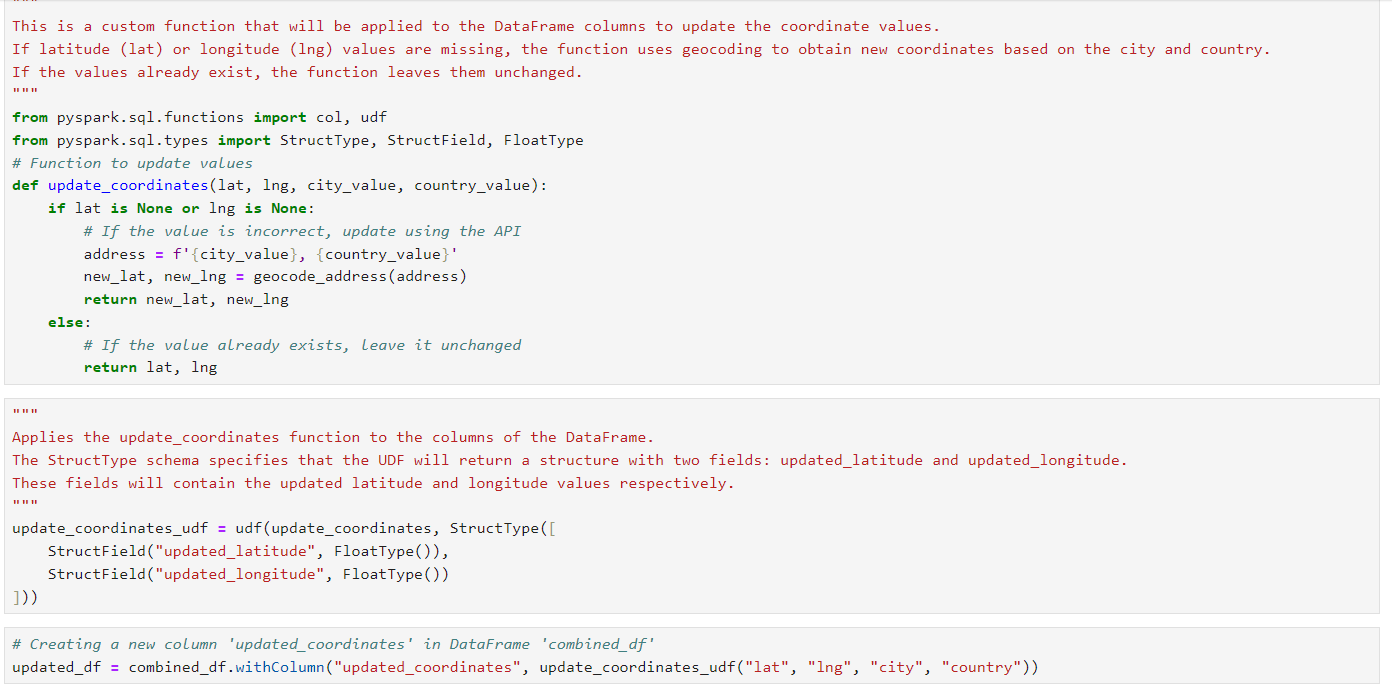 """
This is a custom function that will be applied to the DataFrame columns to update the coordinate values.
If latitude (lat) or longitude (lng) values are missing, the function uses geocoding to obtain new coordinates based on the city and country.
If the values already exist, the function leaves them unchanged.
"""
from pyspark.sql.functions import col, udf
from pyspark.sql.types import StructType, StructField, FloatType
# Function to update values
def update_coordinates(lat, lng, city_value, country_value):
    if lat is None or lng is None:
        # If the value is incorrect, update using the API
        address = f'{city_value}, {country_value}'
        new_lat, new_lng = geocode_address(address)
        return new_lat, new_lng
    else:
        # If the value already exists, leave it unchanged
        return lat, lng
"""
Applies the update_coordinates function to the columns of the DataFrame.
The StructType schema specifies that the UDF will return a structure with two fields: updated_latitude and updated_longitude.
These fields will contain the updated latitude and longitude values respectively.
"""
update_coordinates_udf = udf(update_coordinates, StructType([
    StructField("updated_latitude", FloatType()),
    StructField("updated_longitude", FloatType())
]))
# Creating a new column 'updated_coordinates' in DataFrame 'combined_df'
updated_df = combined_df.withColumn("updated_coordinates", update_coordinates_udf("lat", "lng", "city", "country"))